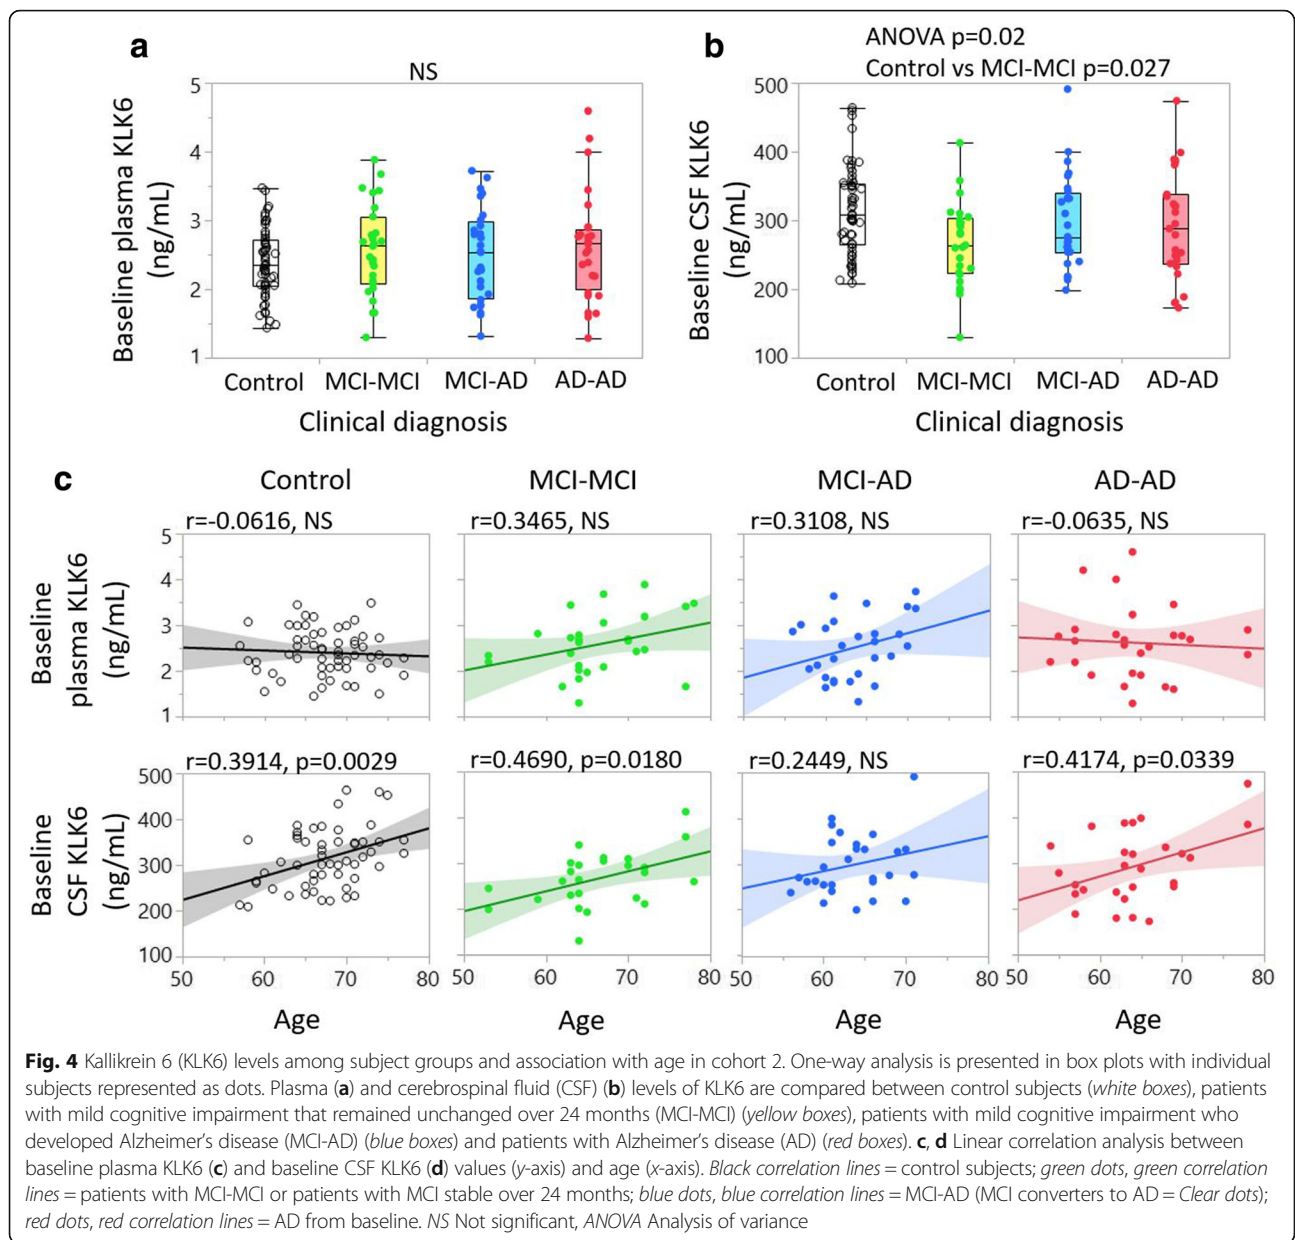 a
NS
Baseline plasma KLK6
(ng/mL)
5
4
3
2
1
Control MCI-MCI MCI-AD AD-AD
Clinical diagnosis
b
ANOVA p=0.02
Control vs MCI-MCI p=0.027
Baseline CSF KLK6
(ng/mL)
500
400
300
200
100
Control MCI-MCI MCI-AD AD-AD
Clinical diagnosis
c
Control MCI-MCI MCI-AD AD-AD
r=-0.0616, NS r=0.3465, NS r=0.3108, NS r=-0.0635, NS
Baseline
plasma KLK6
(ng/mL)
5
4
3
2
1
r=0.3914, p=0.0029 r=0.4690, p=0.0180 r=0.2449, NS r=0.4174, p=0.0339
Baseline
CSF KLK6
(ng/mL)
500
400
300
200
100
50 60 70 80 50 60 70 80 50 60 70 80 50 60 70 80
Age Age Age Age
Fig. 4 Kallikrein 6 (KLK6) levels among subject groups and association with age in cohort 2. One-way analysis is presented in box plots with individual
subjects represented as dots. Plasma (a) and cerebrospinal fluid (CSF) (b) levels of KLK6 are compared between control subjects (white boxes), patients
with mild cognitive impairment that remained unchanged over 24 months (MCI-MCI) (yellow boxes), patients with mild cognitive impairment who
developed Alzheimer's disease (MCI-AD) (blue boxes) and patients with Alzheimer's disease (AD) (red boxes). c, d Linear correlation analysis between
baseline plasma KLK6 (c) and baseline CSF KLK6 (d) values (y-axis) and age (x-axis). Black correlation lines = control subjects; green dots, green correlation
lines = patients with MCI-MCI or patients with MCI stable over 24 months; blue dots, blue correlation lines = MCI-AD (MCI converters to AD = Clear dots);
red dots, red correlation lines = AD from baseline. NS Not significant, ANOVA Analysis of variance